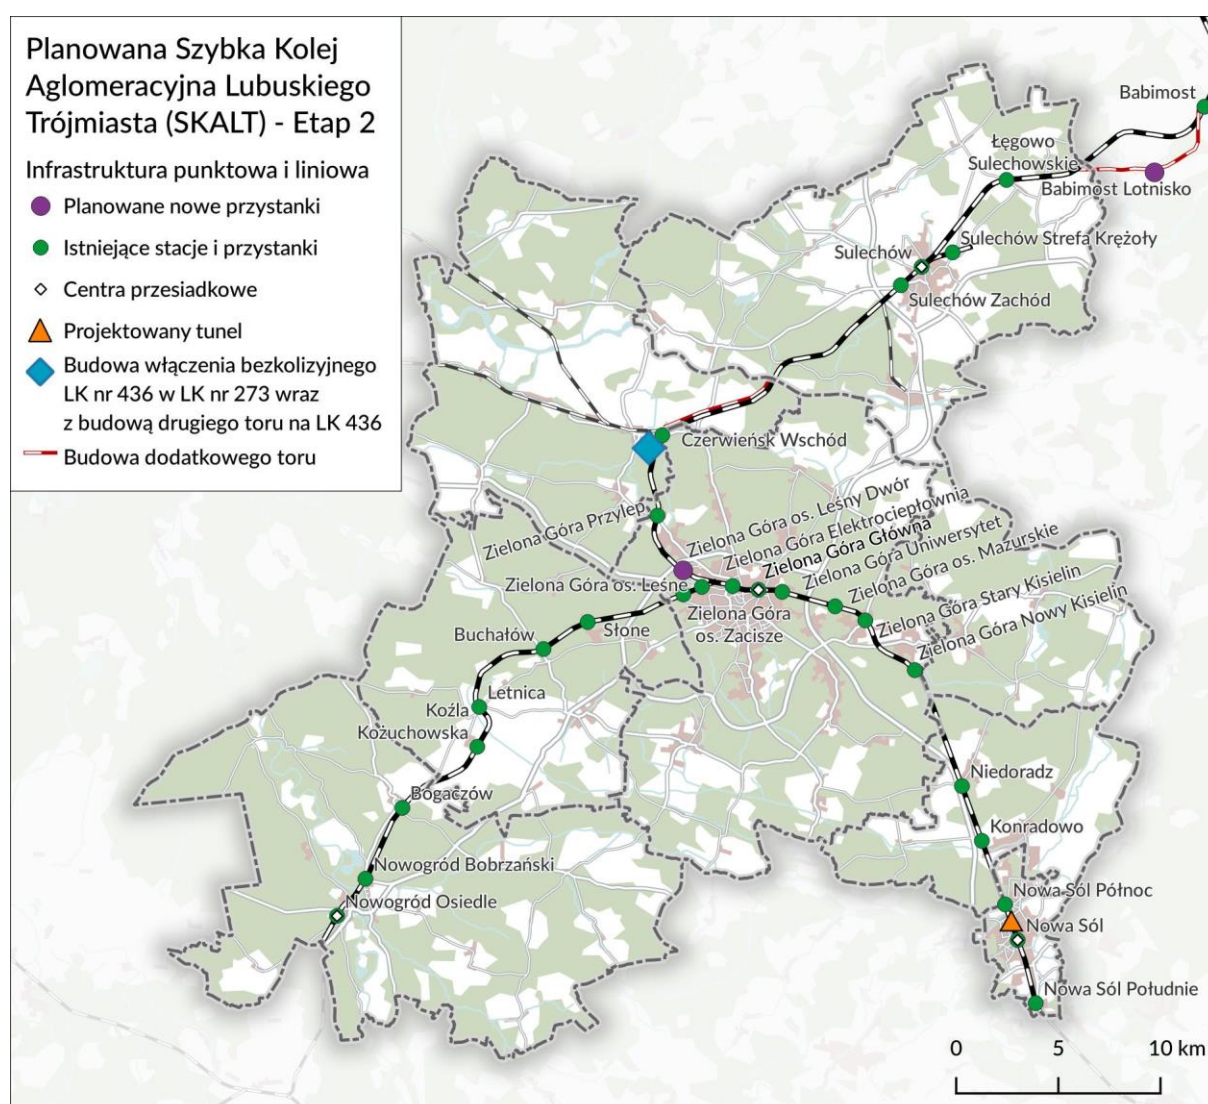 Planowana Szybka Kolej
Aglomeracyjna Lubuskiego
Trójmiasta (SKALT) - Etap 2
Infrastruktura punktowa i liniowa
Planowane nowe przystanki
Istniejące stacje i przystanki
Centra przesiadkowe
Projektowany tunel
Budowa włączenia bezkolizyjnego
LK nr 436 w LK nr 273 wraz
z budową drugiego toru na LK 436
Budowa dodatkowego toru
Babimost
Łęgowo
Sulechowskie
Babimost Lotnisko
Sulechów Strefa Krężoły
Sulechów
Sulechów Zachód
Czerwieńsk Wschód
Zielona Góra Przylep
Zielona Góra os. Leśny Dwór
Zielona Góra Elektrociepłownia
Zielona Góra Główna
Zielona Góra Uniwersytet
Zielona Góra os. Mazurskie
Zielona Góra Stary Kisielin
Zielona Góra Nowy Kisielin
Zielona Góra os. Leśne
Zielona Góra
os. Zacisze
Słone
Buchałów
Letnica
Koźla
Kożuchowska
Bogaczów
Nowogród Bobrzański
Nowogród Osiedle
Niedoradz
Konradowo
Nowa Sól Północ
Nowa Sól
Nowa Sól Południe
0 5 10 km